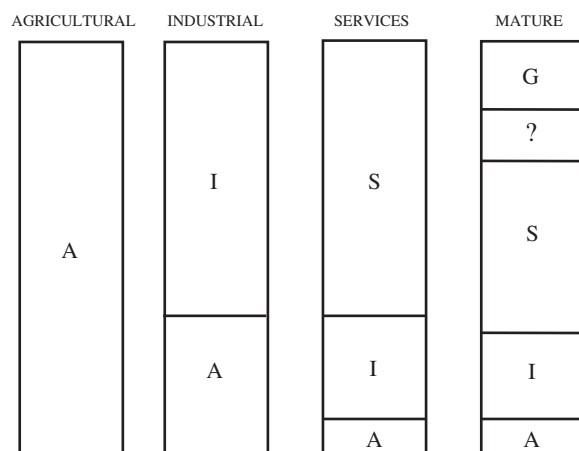 AGRICULTURAL INDUSTRIAL SERVICES MATURE
G
?
I S
S
A
A I I
A A